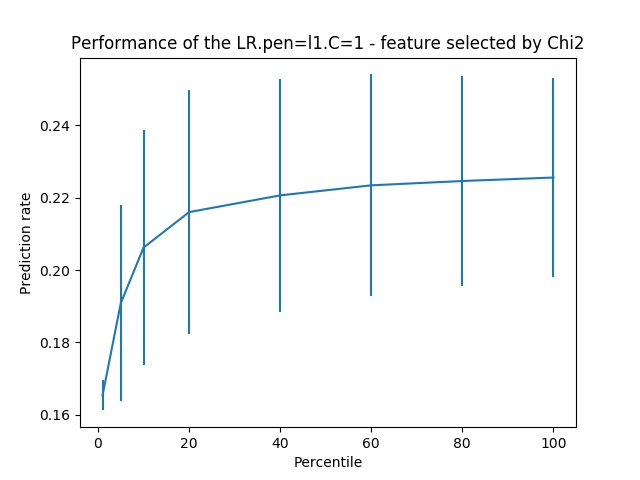 Performance of the LR.pen=l1.C=1 - feature selected by Chi2
Prediction rate
0.24
0.22
0.20
0.18
0.16
0 20 40 60 80 100
Percentile